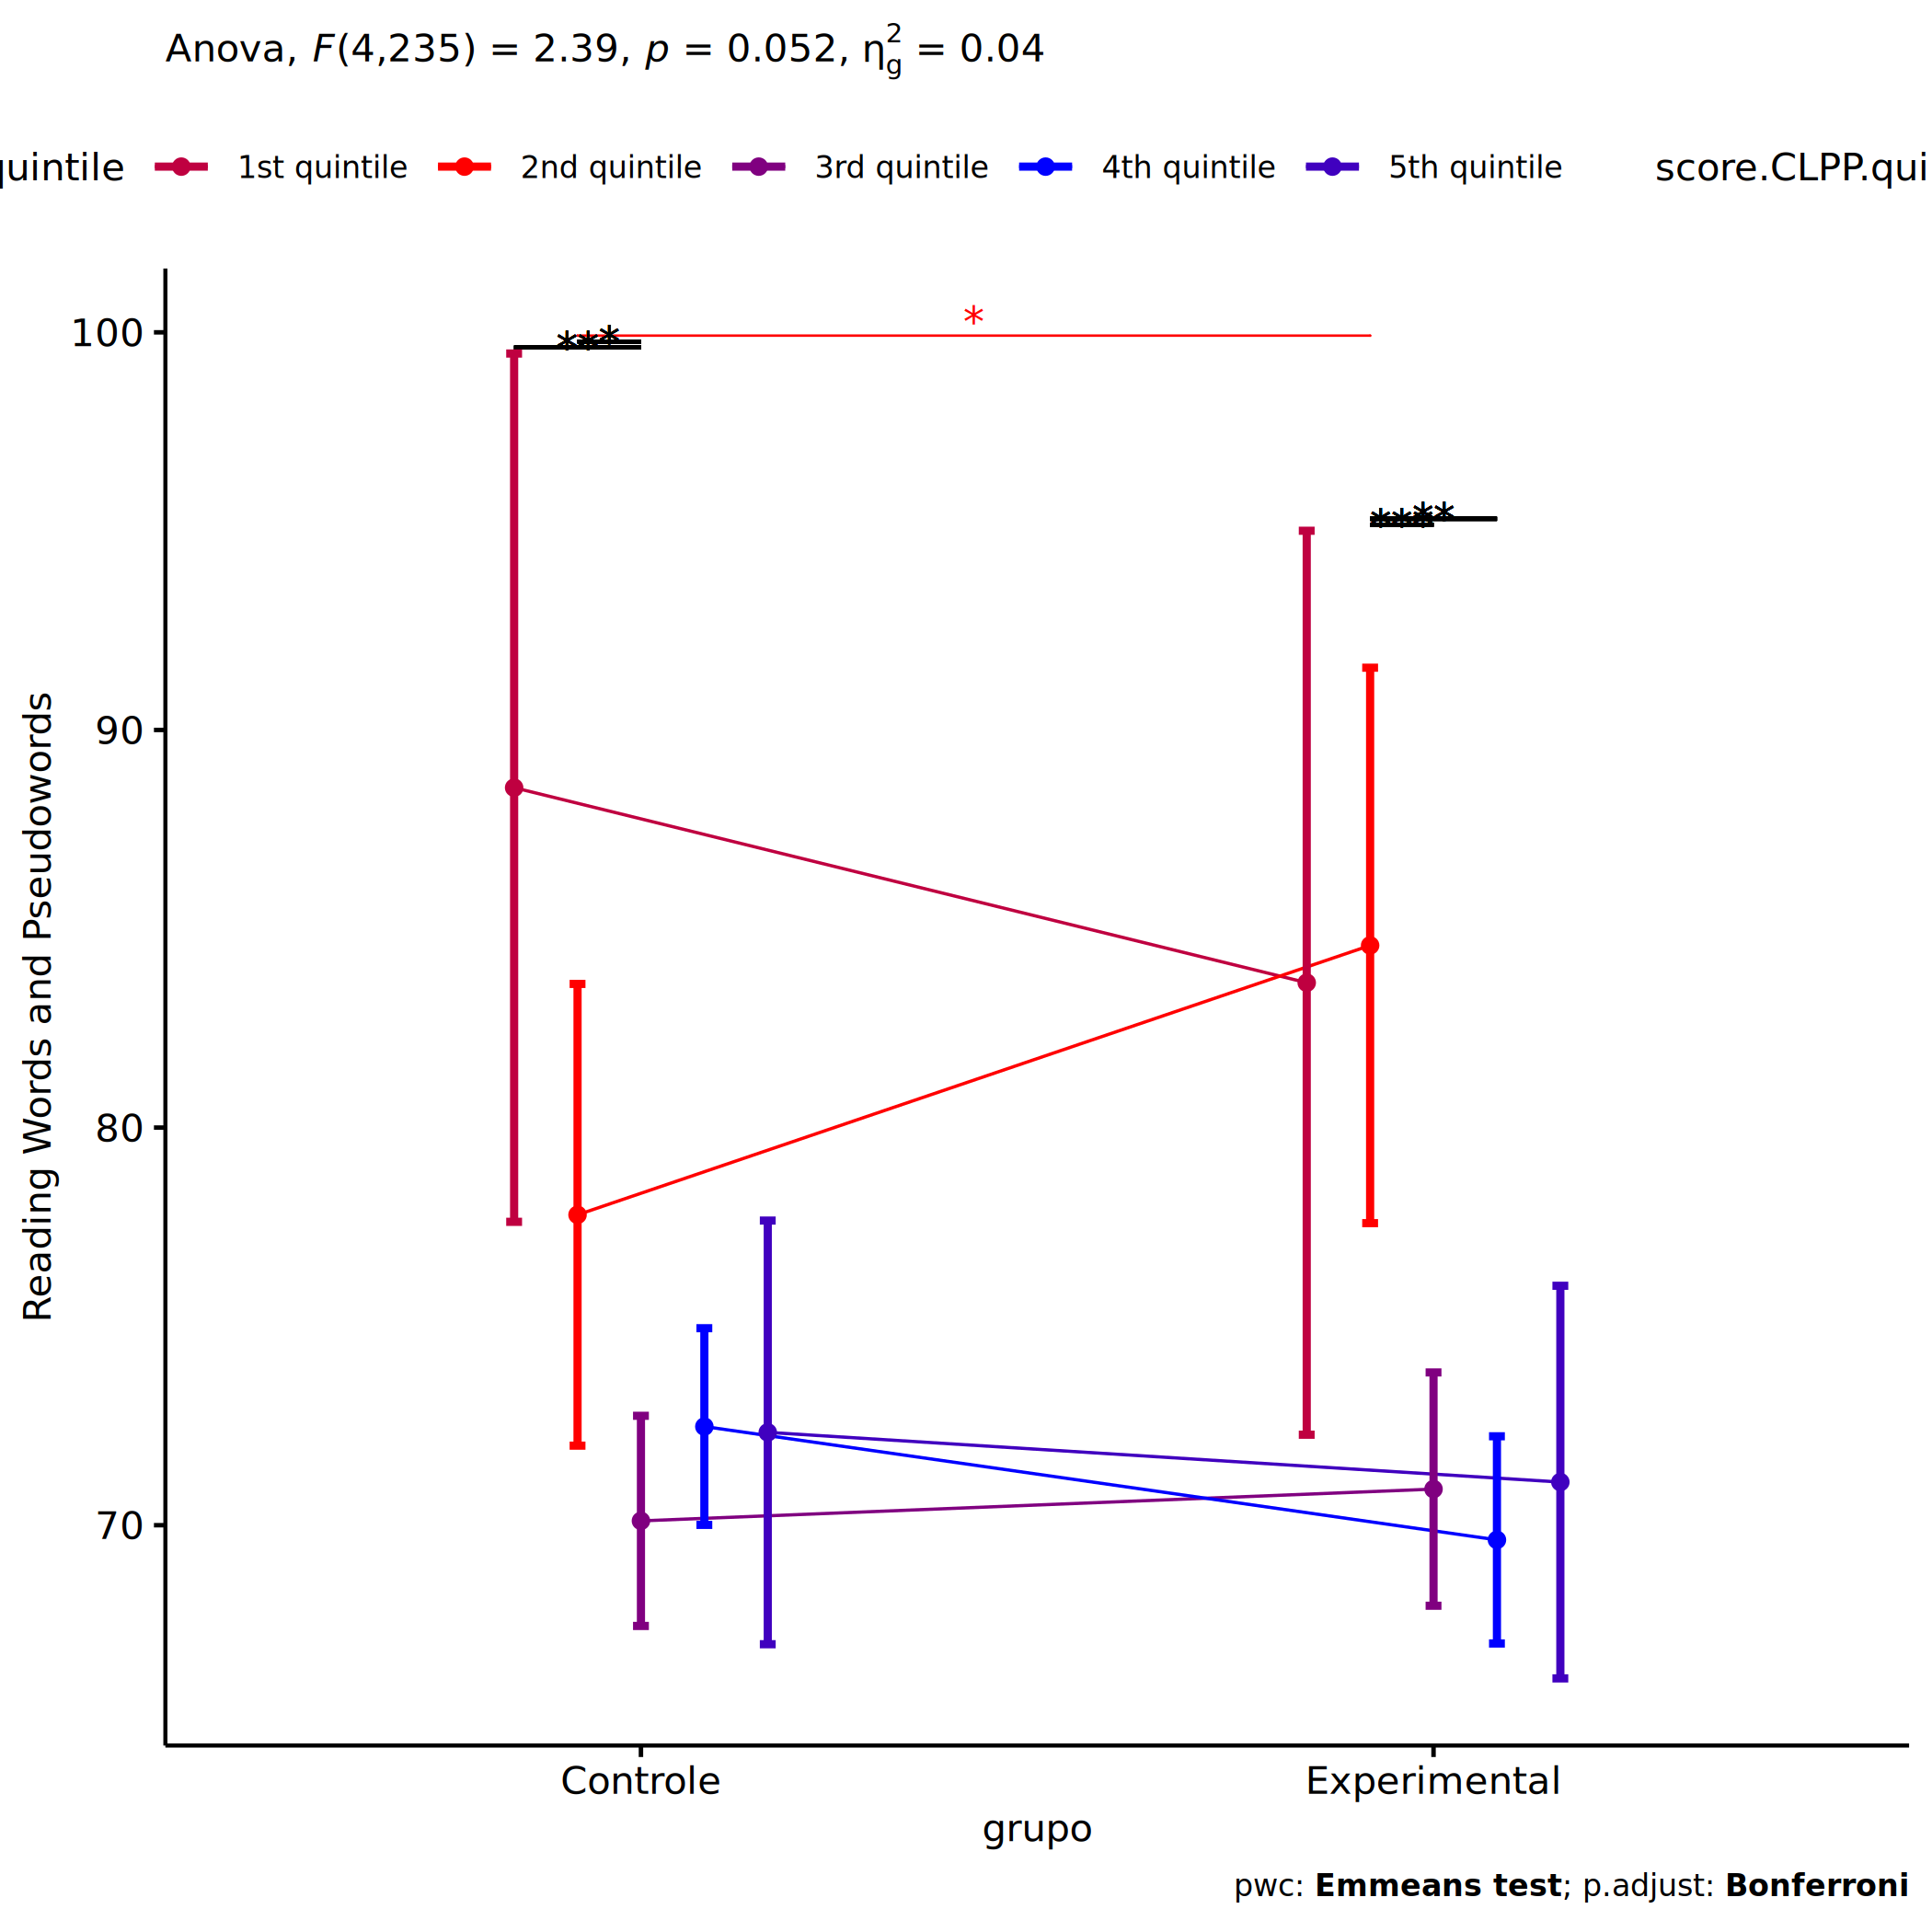 Anova, F(4,235) = 2.39, p = 0.052, η²g = 0.04
quintile 1st quintile 2nd quintile 3rd quintile 4th quintile 5th quintile score.CLPP.qui
100
90
80
70
Reading Words and Pseudowords
*
**
*
***
**
Controle Experimental
grupo
pwc: Emmeans test; p.adjust: Bonferroni